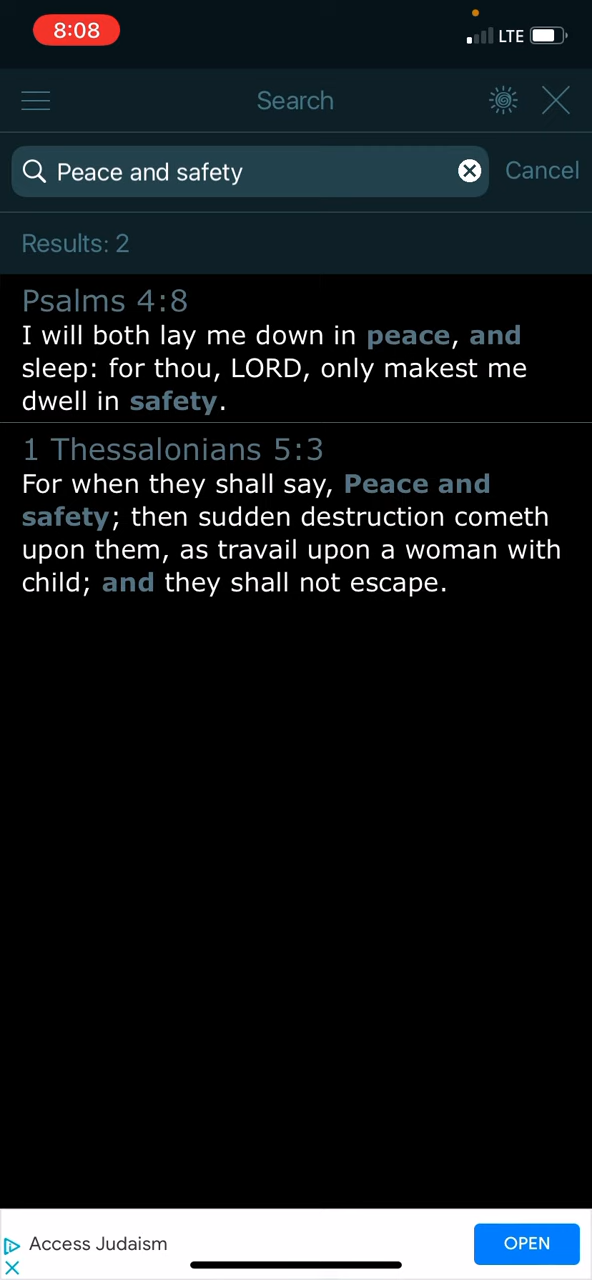 8:08
LTE
Search
Peace and safety
Cancel
Results: 2
Psalms 4:8
I will both lay me down in peace, and
sleep: for thou, LORD, only makest me
dwell in safety.
1 Thessalonians 5:3
For when they shall say, Peace and
safety; then sudden destruction cometh
upon them, as travail upon a woman with
child; and they shall not escape.
Access Judaism
OPEN